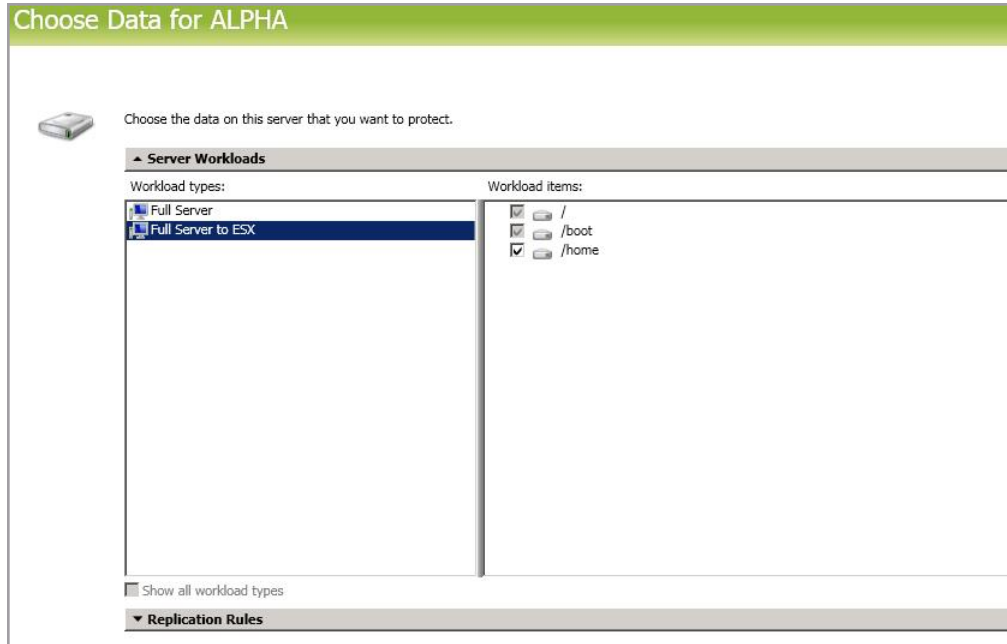 Choose Data for ALPHA
Choose the data on this server that you want to protect.
Server Workloads
Workload types:
Workload items:
Full Server
Full Server to ESX
/
/boot
/home
Show all workload types
Replication Rules